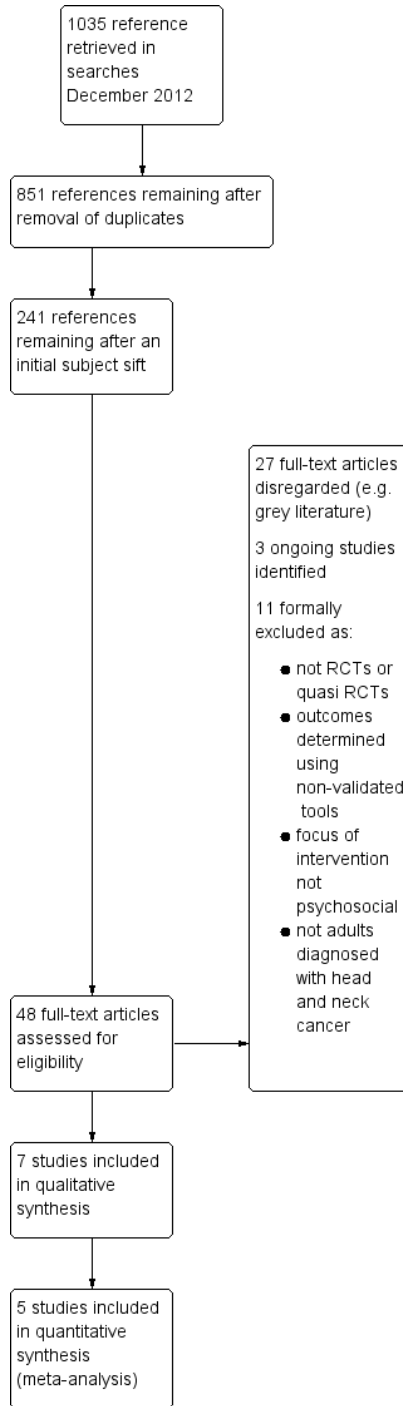 1035 reference
retrieved in
searches
December 2012
851 references remaining after
removal of duplicates
241 references
remaining after an
initial subject sift
27 full-text articles
disregarded (e.g.
grey literature)
3 ongoing studies
identified
11 formally
excluded as:
● not RCTs or
quasi RCTs
● outcomes
determined
using
non-validated
tools
● focus of
intervention
not
psychosocial
● not adults
diagnosed
with head
and neck
cancer
48 full-text articles
assessed for
eligibility
7 studies included
in qualitative
synthesis
5 studies included
in quantitative
synthesis
(meta-analysis)